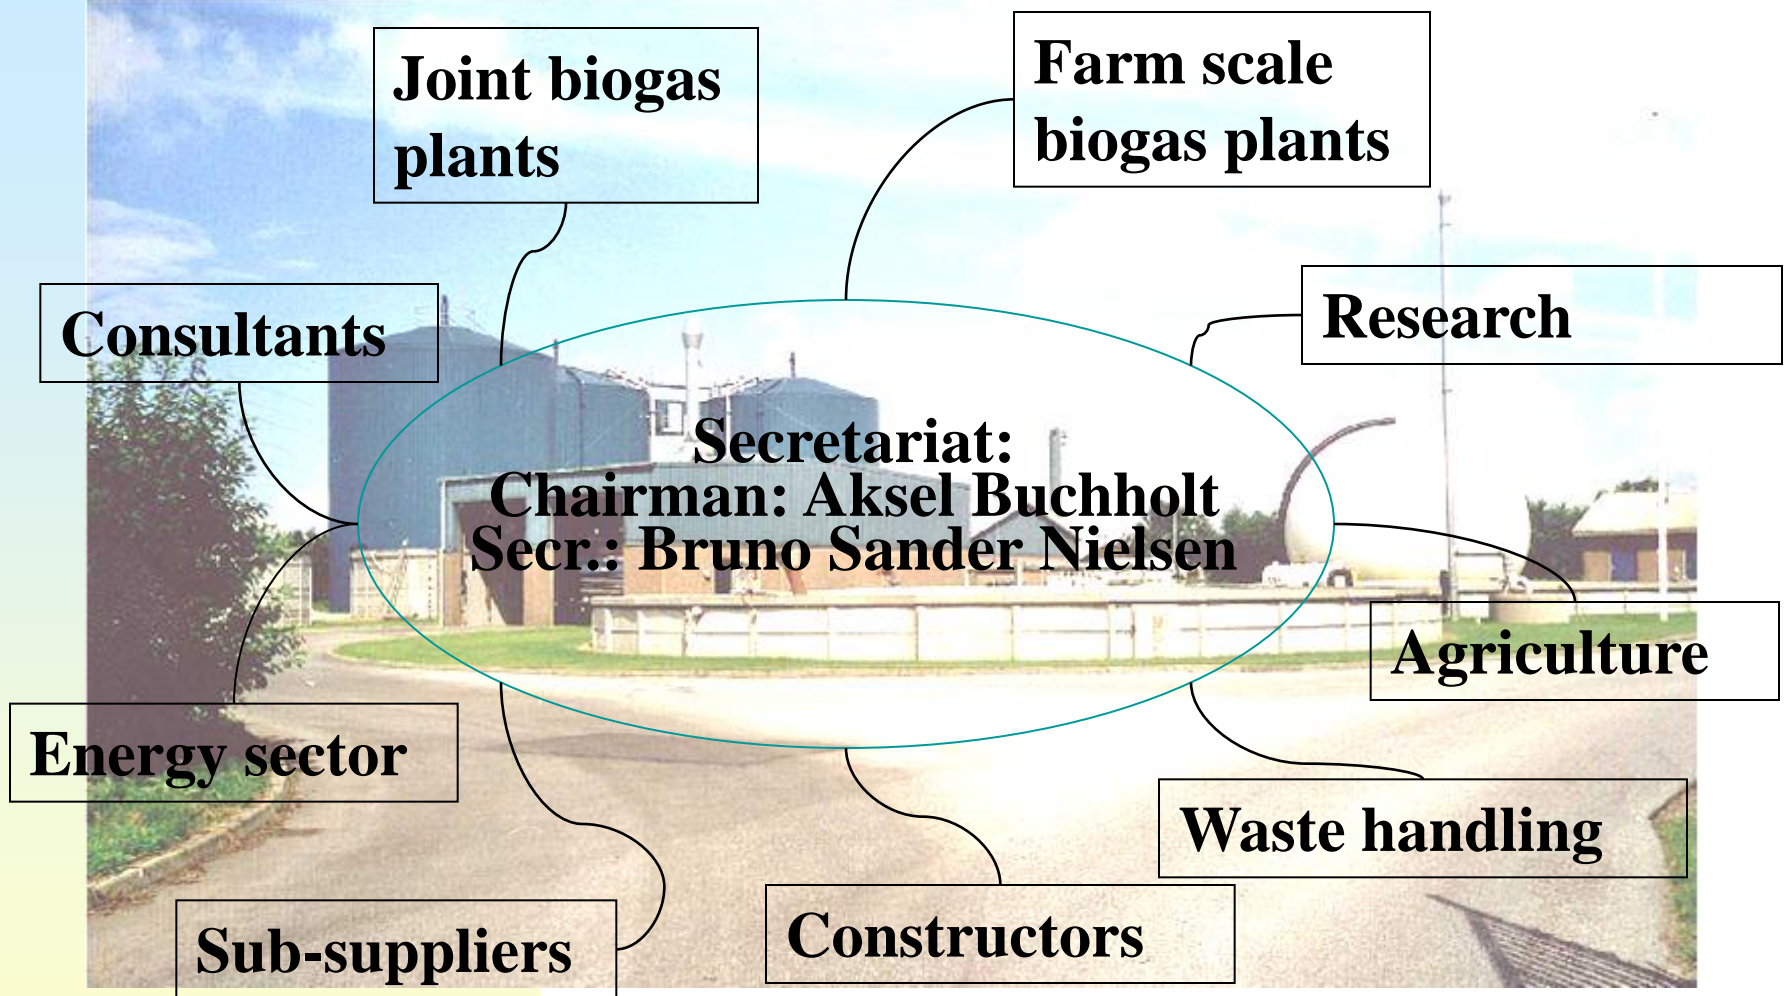 Joint biogas
plants
Farm scale
biogas plants
Consultants
Research
Secretariat:
Chairman: Aksel Buchholt
Secr.: Bruno Sander Nielsen
Agriculture
Energy sector
Waste handling
Sub-suppliers
Constructors